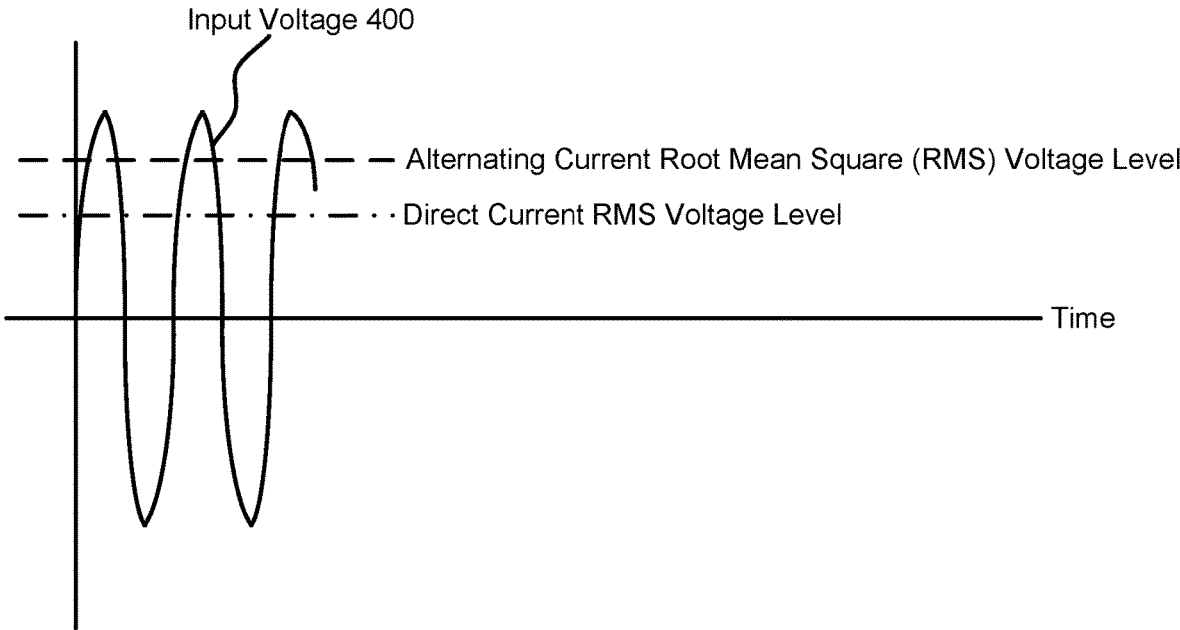 Input Voltage 400
Alternating Current Root Mean Square (RMS) Voltage Level
Direct Current RMS Voltage Level
Time